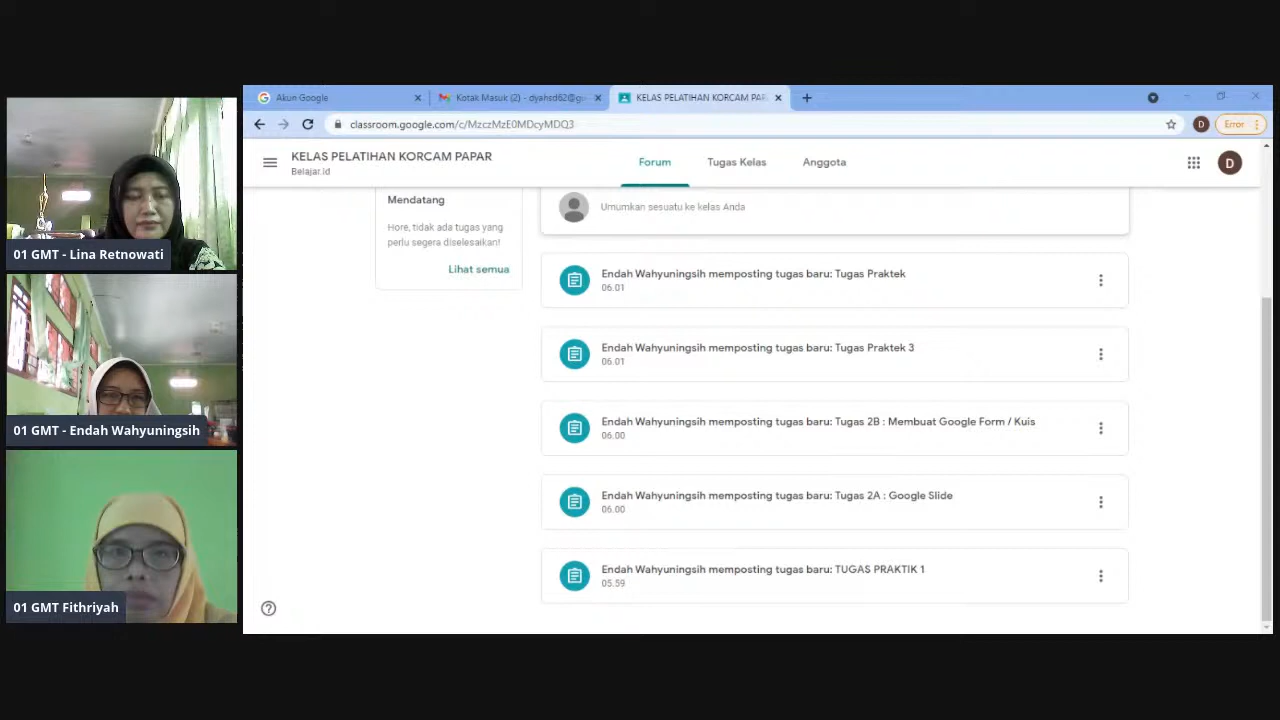 01 GMT - Lina Retnowati
01 GMT - Endah Wahyuningsih
01 GMT Fithriyah
Akun Google
Kotak Masuk (2) - dyahsd62@gu
KELAS PELATIHAN KORCAM PAP
classroom.google.com/c/MzczMzE0MDcyMDQ3
D
Error
KELAS PELATIHAN KORCAM PAPAR
Belajar.Id
Forum
Tugas Kelas
Anggota
D
Mendatang
Hore, tidak ada tugas yang
perlu segera diselesaikan!
Lihat semua
Umumkan sesuatu ke kelas Anda
Endah Wahyuningsih memposting tugas baru: Tugas Praktek
06.01
Endah Wahyuningsih memposting tugas baru: Tugas Praktek 3
06.01
Endah Wahyuningsih memposting tugas baru: Tugas 2B : Membuat Google Form / Kuis
06.00
Endah Wahyuningsih memposting tugas baru: Tugas 2A : Google Slide
06.00
Endah Wahyuningsih memposting tugas baru: TUGAS PRAKTIK 1
05.59